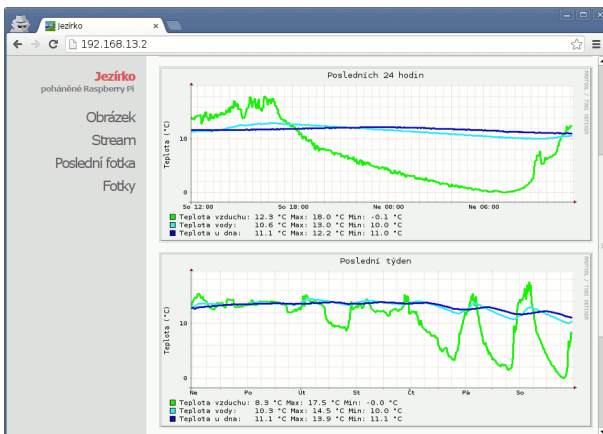 Jezírko
192.168.13.2
Jezírko
poháněné Raspberry Pi
Obrázek
Stream
Poslední fotka
Fotky
Posledních 24 hodin
RRDTOOL / TOBI OETIKER
Teplota (°C)
10
0
So 12:00 So 18:00 Ne 00:00 Ne 06:00
Teplota vzduchu: 12.3 °C Max: 18.0 °C Min: -0.1 °C
Teplota vody: 10.6 °C Max: 13.0 °C Min: 10.0 °C
Teplota u dna: 11.1 °C Max: 12.2 °C Min: 11.0 °C
Poslední týden
RRDTOOL / TOBI OETIKER
Teplota (°C)
10
0
Ne Po Út St Čt Pá So
Teplota vzduchu: 8.3 °C Max: 17.5 °C Min: -0.0 °C
Teplota vody: 10.3 °C Max: 14.5 °C Min: 10.0 °C
Teplota u dna: 11.1 °C Max: 13.9 °C Min: 11.1 °C